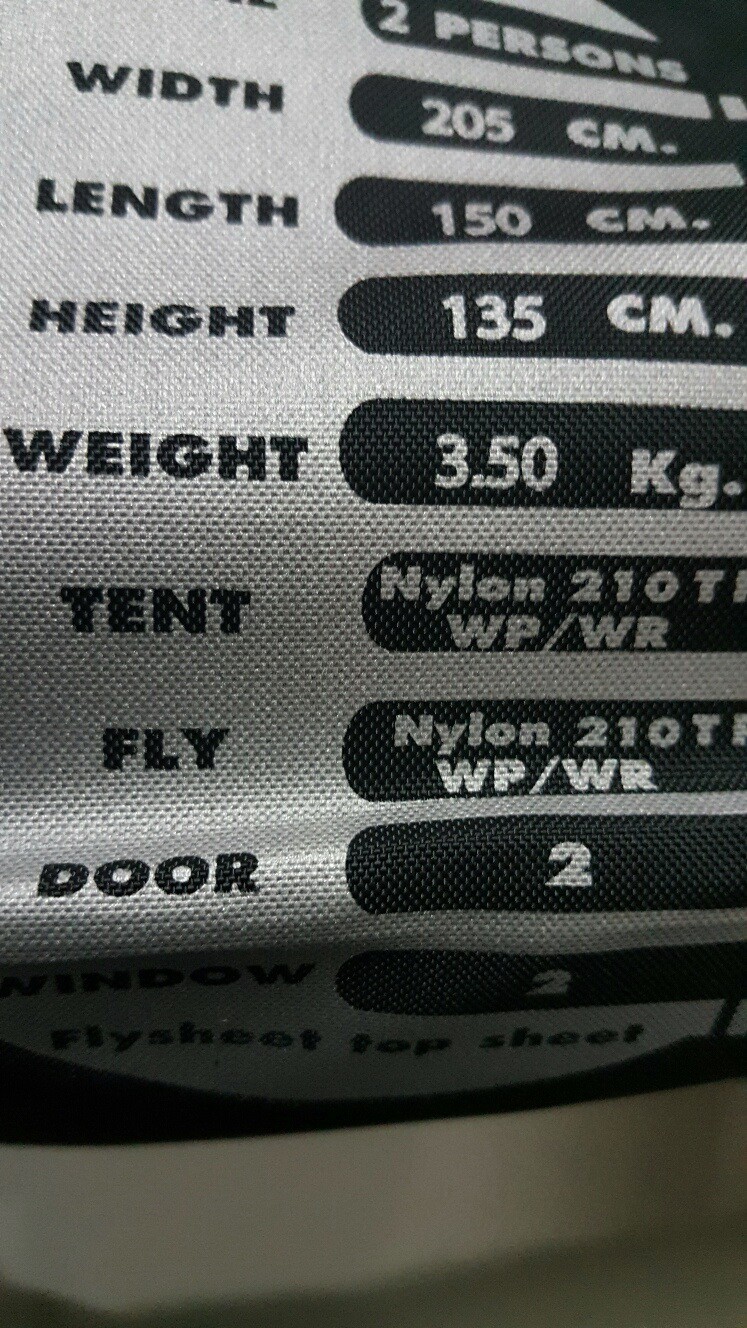 2 PERSONS
WIDTH 205 CM.
LENGTH 150 CM.
HEIGHT 135 CM.
WEIGHT 3.50 Kg.
TENT Nylon 210T
WP/WR
FLY Nylon 210T
WP/WR
DOOR 2
WINDOW 2
Flysheet top sheet